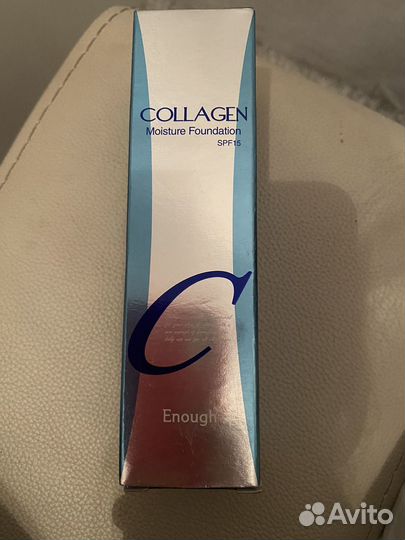 COLLAGEN
Moisture Foundation
SPF15
C
Enough
Avito